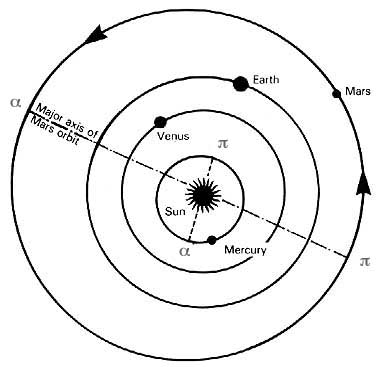 Earth
Mars
α
Major axis of
Mars orbit
Venus
π
Sun
α
Mercury
π